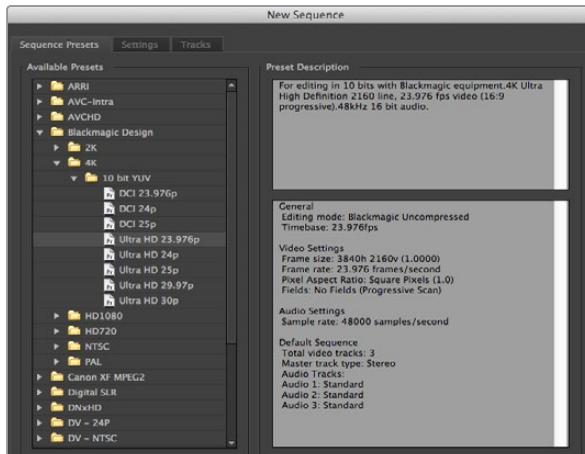 New Sequence
Sequence Presets
Settings
Tracks
Available Presets
ARRI
AVC-Intra
AVCHD
Blackmagic Design
2K
4K
10 bit YUV
DCI 23.976p
DCI 24p
DCI 25p
Ultra HD 23.976p
Ultra HD 24p
Ultra HD 25p
Ultra HD 29.97p
Ultra HD 30p
HD1080
HD720
NTSC
PAL
Canon XF MPEG2
Digital SLR
DNxHD
DV - 24P
DV - NTSC
Preset Description
For editing in 10 bits with Blackmagic equipment.4K Ultra
High Definition 2160 line, 23.976 fps video (16:9
progressive).48kHz 16 bit audio.
General
Editing mode: Blackmagic Uncompressed
Timebase: 23.976fps
Video Settings
Frame size: 3840h 2160v (1.0000)
Frame rate: 23.976 frames/second
Pixel Aspect Ratio: Square Pixels (1.0)
Fields: No Fields (Progressive Scan)
Audio Settings
Sample rate: 48000 samples/second
Default Sequence
Total video tracks: 3
Master track type: Stereo
Audio Tracks:
Audio 1: Standard
Audio 2: Standard
Audio 3: Standard